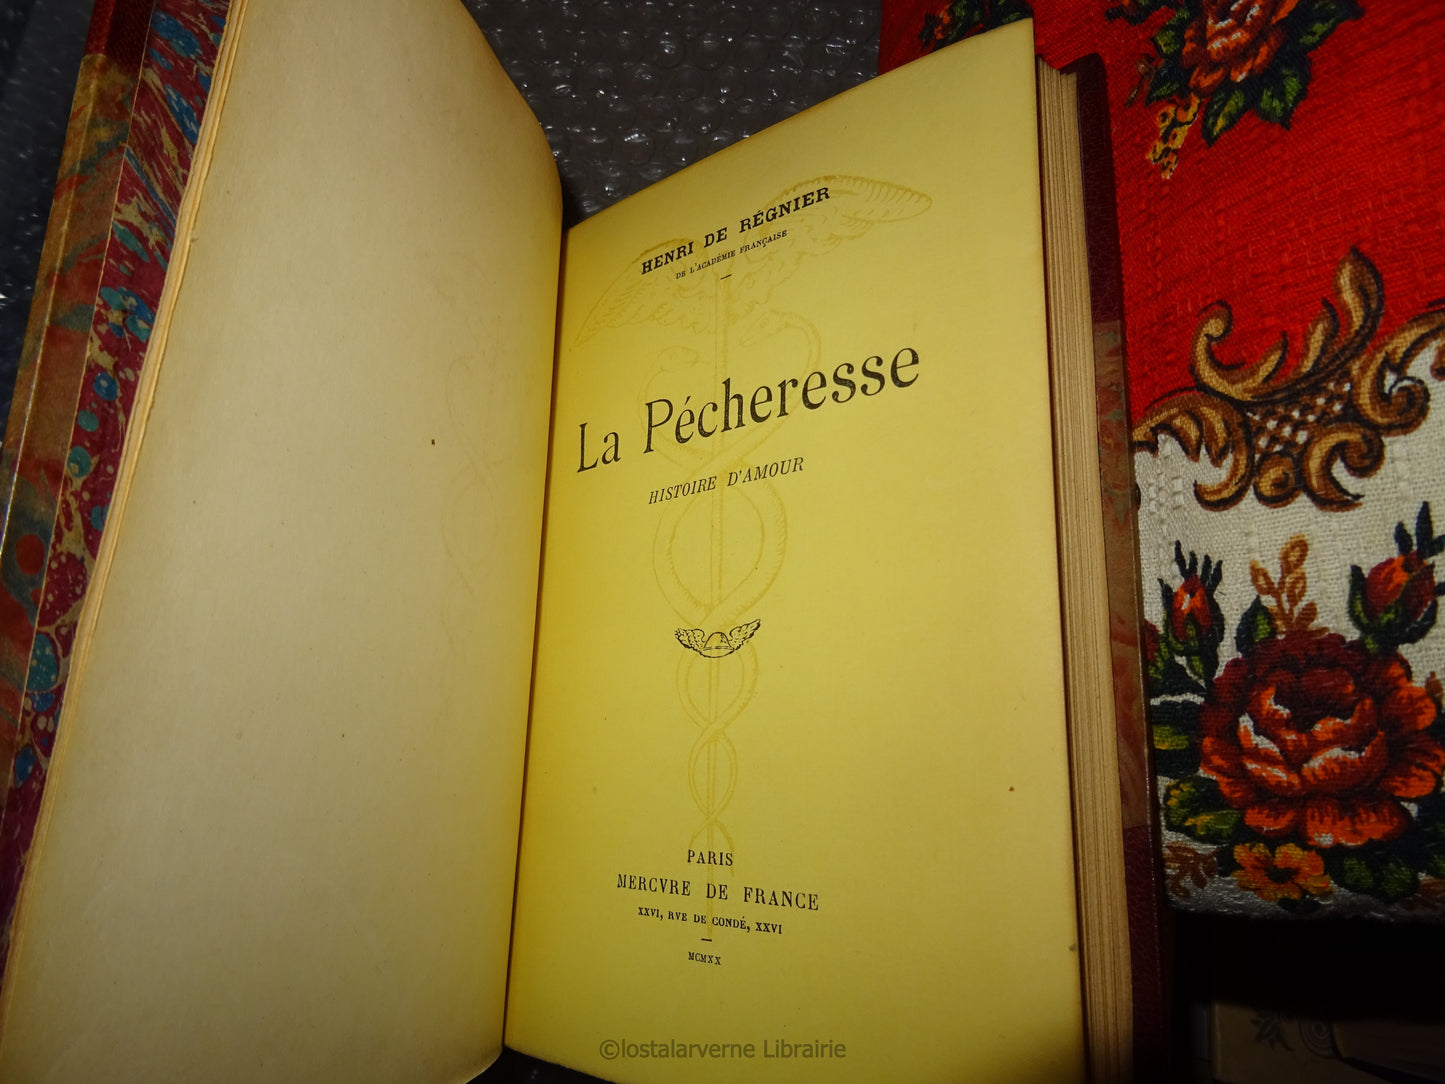 HENRI DE RÉGNIER
DE L'ACADÉMIE FRANÇAISE
La Pécheresse
HISTOIRE D'AMOUR
PARIS
MERCVRE DE FRANCE
XXVI, RVE DE CONDÉ, XXVI
MCMXX
©lostalarverne Librairie